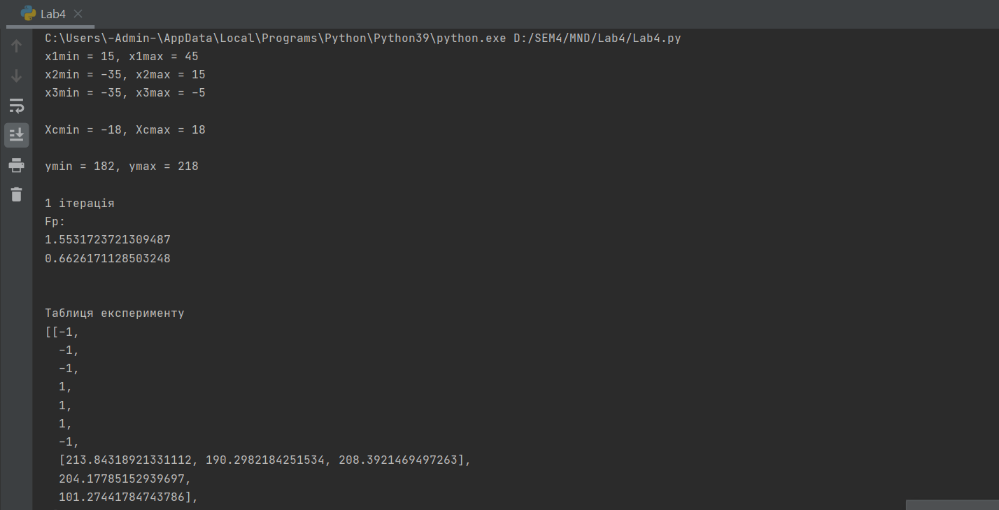 Lab4
C:\Users\-Admin-\AppData\Local\Programs\Python\Python39\python.exe D:/SEM4/MND/Lab4/Lab4.py
x1min = 15, x1max = 45
x2min = -35, x2max = 15
x3min = -35, x3max = -5
Xcmin = -18, Xcmax = 18
ymin = 182, ymax = 218
1 ітерація
Fp:
1.5531723721309487
0.6626171128503248
Таблиця експерименту
[[-1,
-1,
-1,
1,
1,
1,
-1,
[213.84318921331112, 190.2982184251534, 208.3921469497263],
204.17785152939697,
101.27441784743786],